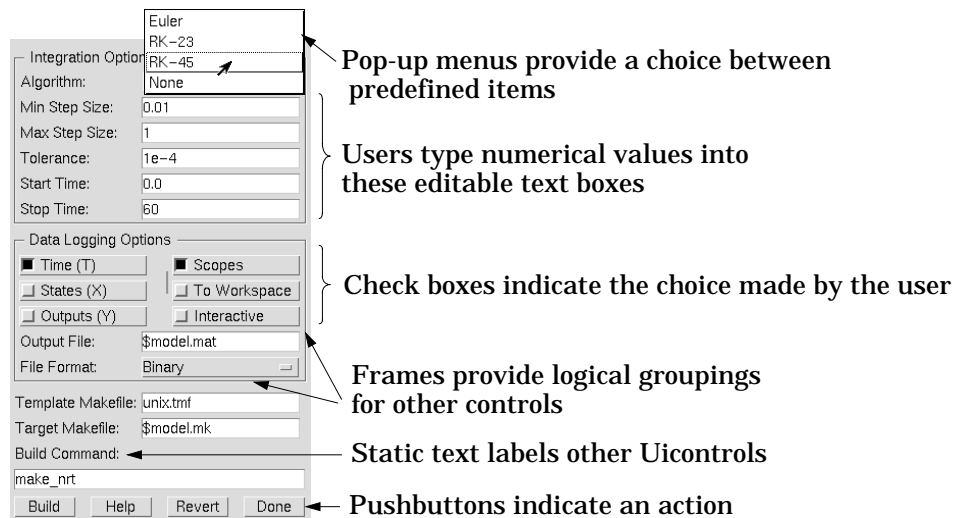 Euler
RK-23
RK-45
None
Integration Optio
Algorithm:
Pop-up menus provide a choice between
predefined items
Min Step Size: 0.01
Max Step Size: 1
Tolerance: 1e-4
Start Time: 0.0
Stop Time: 60
Users type numerical values into
these editable text boxes
Data Logging Options
Time (T) Scopes
States (X) To Workspace
Outputs (Y) Interactive
Check boxes indicate the choice made by the user
Output File: $model.mat
File Format: Binary
Frames provide logical groupings
for other controls
Template Makefile: unix.tmf
Target Makefile: $model.mk
Build Command:
Static text labels other Uicontrols
make_nrt
Build Help Revert Done
Pushbuttons indicate an action